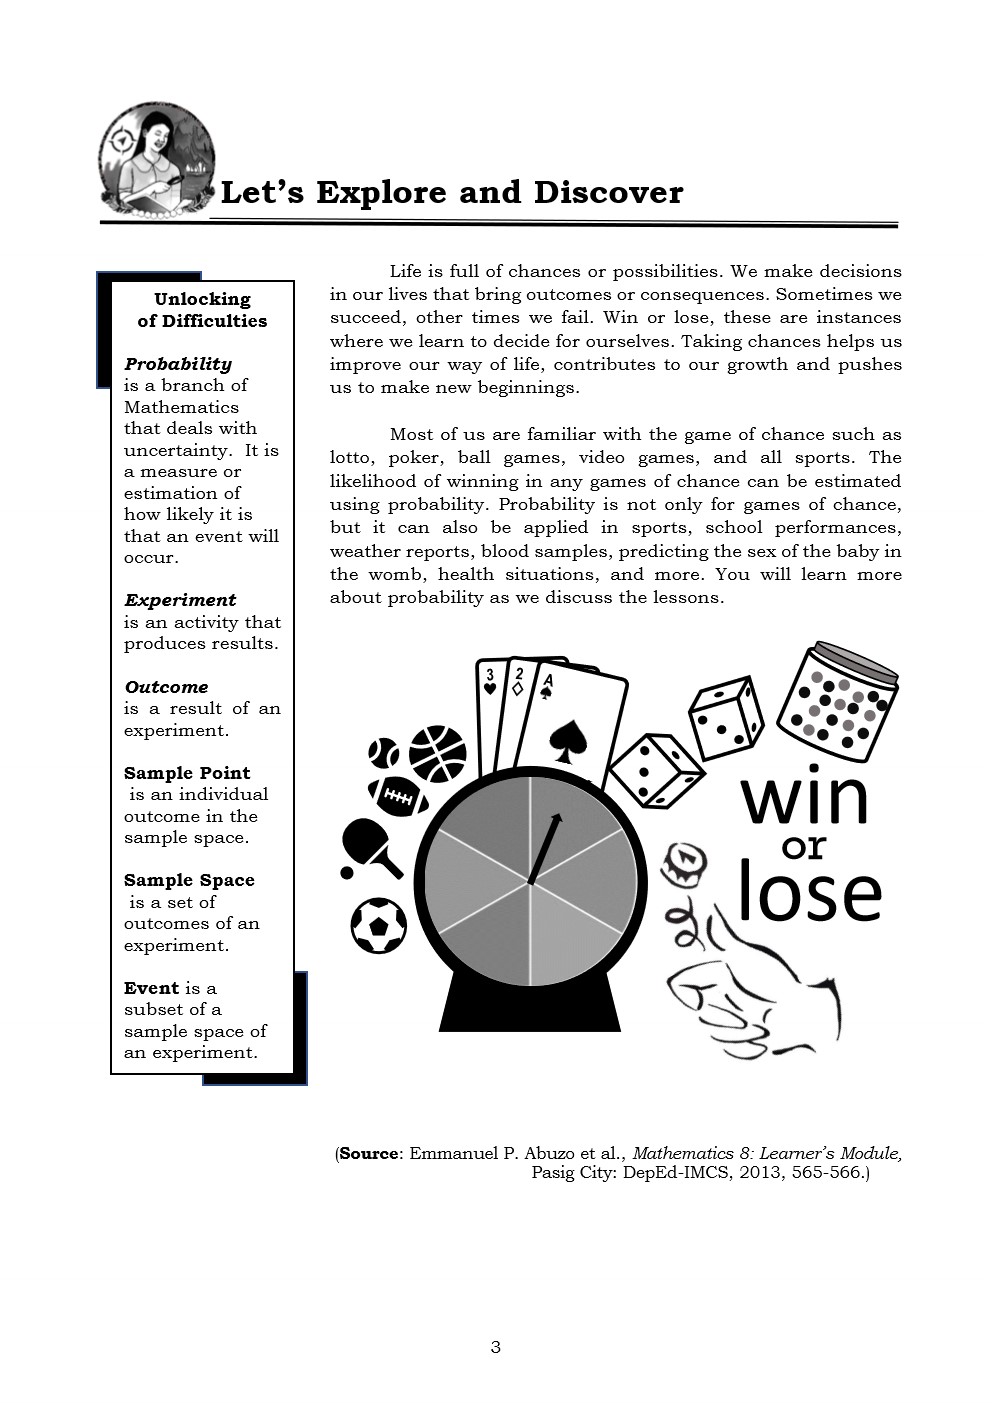 Let's Explore and Discover
Unlocking
of Difficulties
Probability
is a branch of
Mathematics
that deals with
uncertainty. It is
a measure or
estimation of
how likely it is
that an event will
occur.
Experiment
is an activity that
produces results.
Outcome
is a result of an
experiment.
Sample Point
is an individual
outcome in the
sample space.
Sample Space
is a set of
outcomes of an
experiment.
Event is a
subset of a
sample space of
an experiment.
Life is full of chances or possibilities. We make decisions
in our lives that bring outcomes or consequences. Sometimes we
succeed, other times we fail. Win or lose, these are instances
where we learn to decide for ourselves. Taking chances helps us
improve our way of life, contributes to our growth and pushes
us to make new beginnings.
Most of us are familiar with the game of chance such as
lotto, poker, ball games, video games, and all sports. The
likelihood of winning in any games of chance can be estimated
using probability. Probability is not only for games of chance,
but it can also be applied in sports, school performances,
weather reports, blood samples, predicting the sex of the baby in
the womb, health situations, and more. You will learn more
about probability as we discuss the lessons.
3 2 A
win
or
lose
(Source: Emmanuel P. Abuzo et al., Mathematics 8: Learner's Module,
Pasig City: DepEd-IMCS, 2013, 565-566.)
3